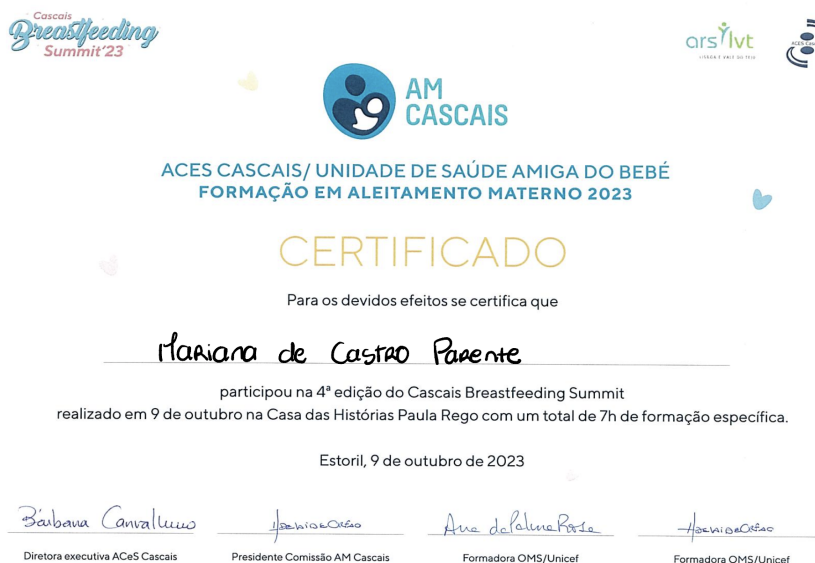 Cascais
Breastfeeding
Summit'23
arslvt
LISBOA E VALE DO TEJO
AM
CASCAIS
ACES CASCAIS/ UNIDADE DE SAÚDE AMIGA DO BEBÉ
FORMAÇÃO EM ALEITAMENTO MATERNO 2023
CERTIFICADO
Para os devidos efeitos se certifica que
Mariana de Castro Parente
participou na 4ª edição do Cascais Breastfeeding Summit
realizado em 9 de outubro na Casa das Histórias Paula Rego com um total de 7h de formação específica.
Estoril, 9 de outubro de 2023
Bárbara Carvalho
Diretora executiva ACeS Cascais
Presidente Comissão AM Cascais
Formadora OMS/Unicef
Formadora OMS/Unicef